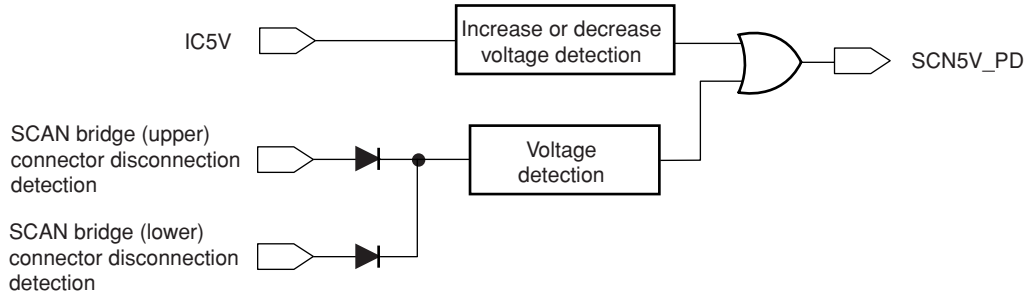 IC5V
Increase or decrease
voltage detection
SCN5V_PD
SCAN bridge (upper)
connector disconnection
detection
Voltage
detection
SCAN bridge (lower)
connector disconnection
detection